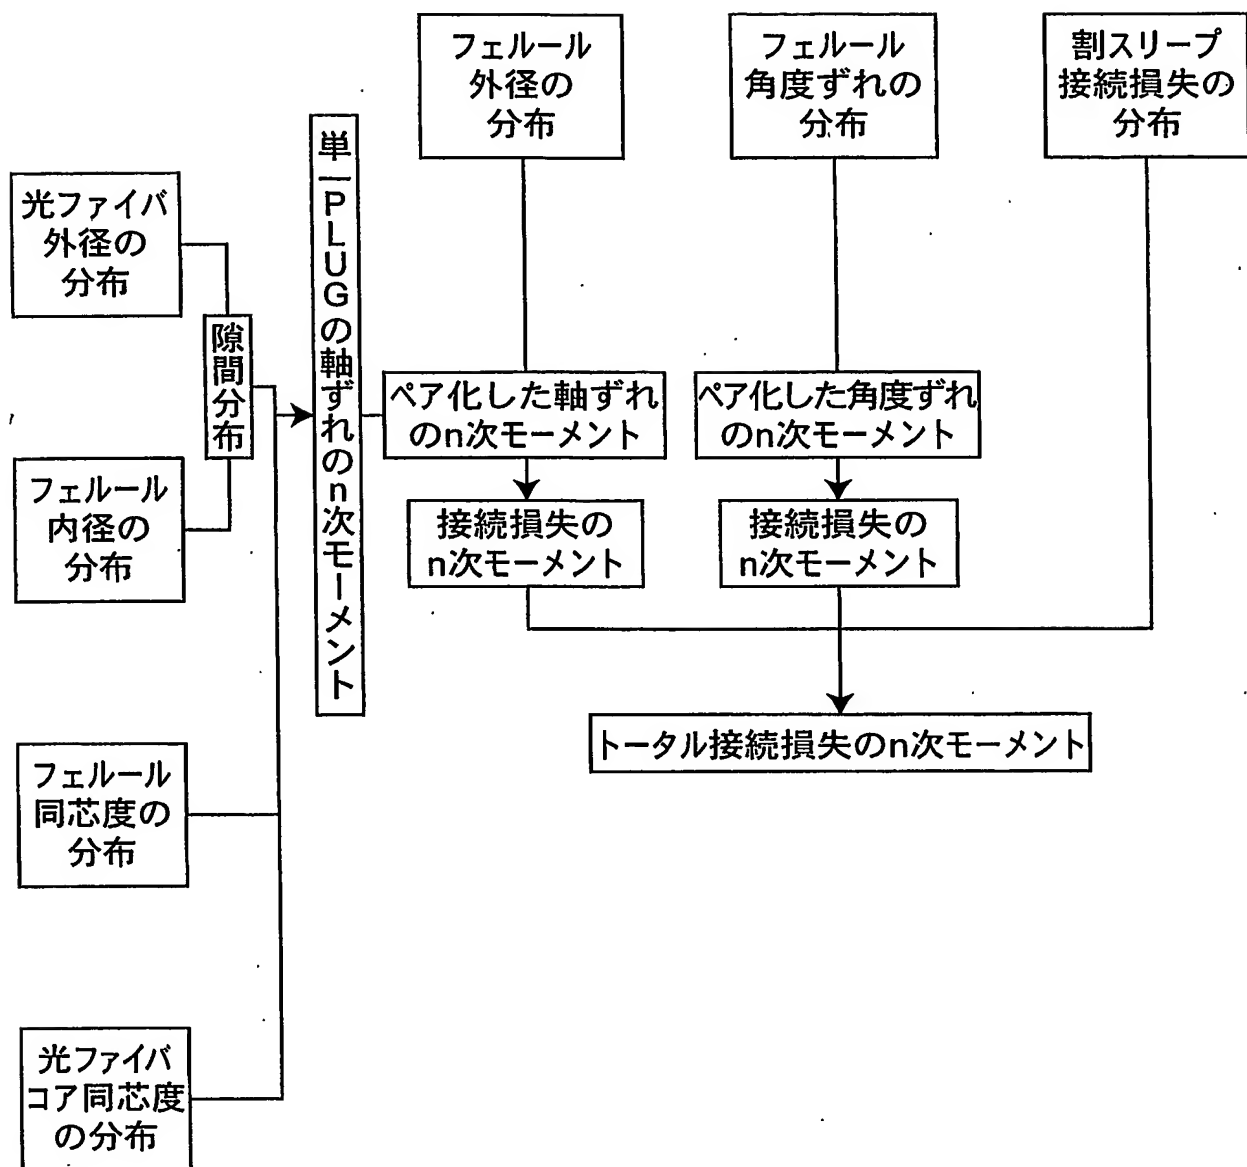 フェルール
外径の
分布
フェルール
角度ずれの
分布
割スリーブ
接続損失の
分布
単一PLUGの軸ずれのn次モーメント
光ファイバ
外径の
分布
隙間分布
フェルール
内径の
分布
ペア化した軸ずれ
のn次モーメント
ペア化した角度ずれ
のn次モーメント
接続損失の
n次モーメント
接続損失の
n次モーメント
トータル接続損失のn次モーメント
フェルール
同芯度の
分布
光ファイバ
コア同芯度
の分布